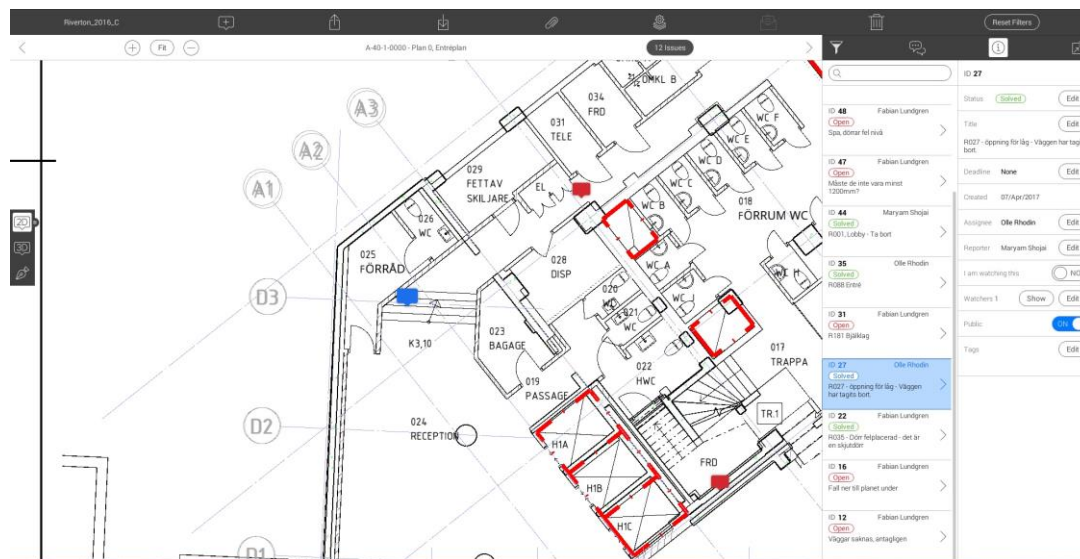 Riverton_2016_C
Reset Filters
Fit
A-40-1-0000 - Plan 0, Entréplan
12 Issues
2D
3D
A3
A2
A1
D3
D2
D1
ÖMKL B
034
FRD
031
TELE
029
FETTAV
SKILJARE
EL
026
WC
025
FÖRRÅD
028
DISP
WC F
WC E
WC D
WC C
WC B
WC A
WC
018
FÖRRUM WC
WC H
020
WC
021
WC
K3,10
023
BAGAGE
022
HWC
019
PASSAGE
017
TRAPPA
TR.1
024
RECEPTION
FRD
H1A
H1B
H1C
ID 48 Fabian Lundgren
Open
Spa, dörrar fel nivå
ID 47 Fabian Lundgren
Open
Måste de inte vara minst
1200mm?
ID 44 Maryam Shojai
Solved
R001, Lobby - Ta bort
ID 35 Olle Rhodin
Solved
R088 Entré
ID 31 Fabian Lundgren
Open
R181 Bjälklag
ID 27 Olle Rhodin
Solved
R027 - öppning för låg - Väggen
har tagits bort.
ID 22 Fabian Lundgren
Solved
R035 - Dörr felplacerad - det är
en skjutdörr
ID 16 Fabian Lundgren
Open
Fall ner till planet under
ID 12 Fabian Lundgren
Open
Väggar saknas, antagligen
ID 27
Status Solved Edit
Title Edit
R027 - öppning för låg - Väggen har tagi
bort.
Deadline None Edit
Created 07/Apr/2017
Assignee Olle Rhodin Edit
Reporter Maryam Shojai Edit
I am watching this NO
Watchers 1 Show Edit
Public ON
Tags Edit